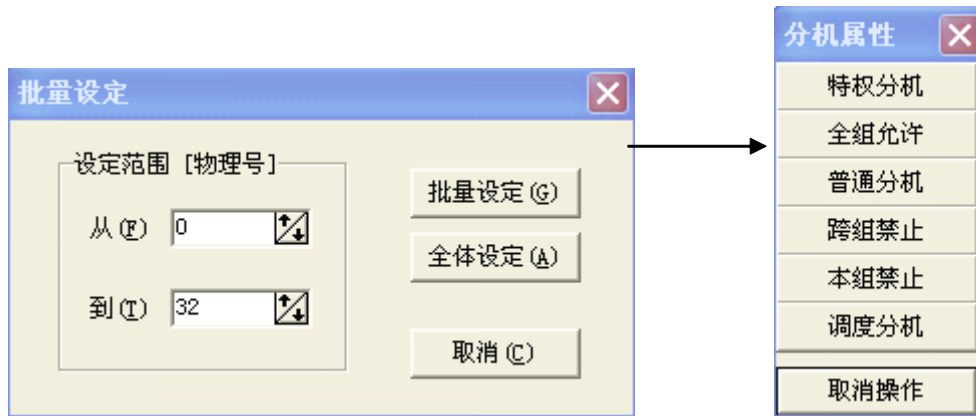 批量设定
设定范围 [物理号]
从(F) 0
到(T) 32
批量设定(G)
全体设定(A)
取消(C)
分机属性
特权分机
全组允许
普通分机
跨组禁止
本组禁止
调度分机
取消操作